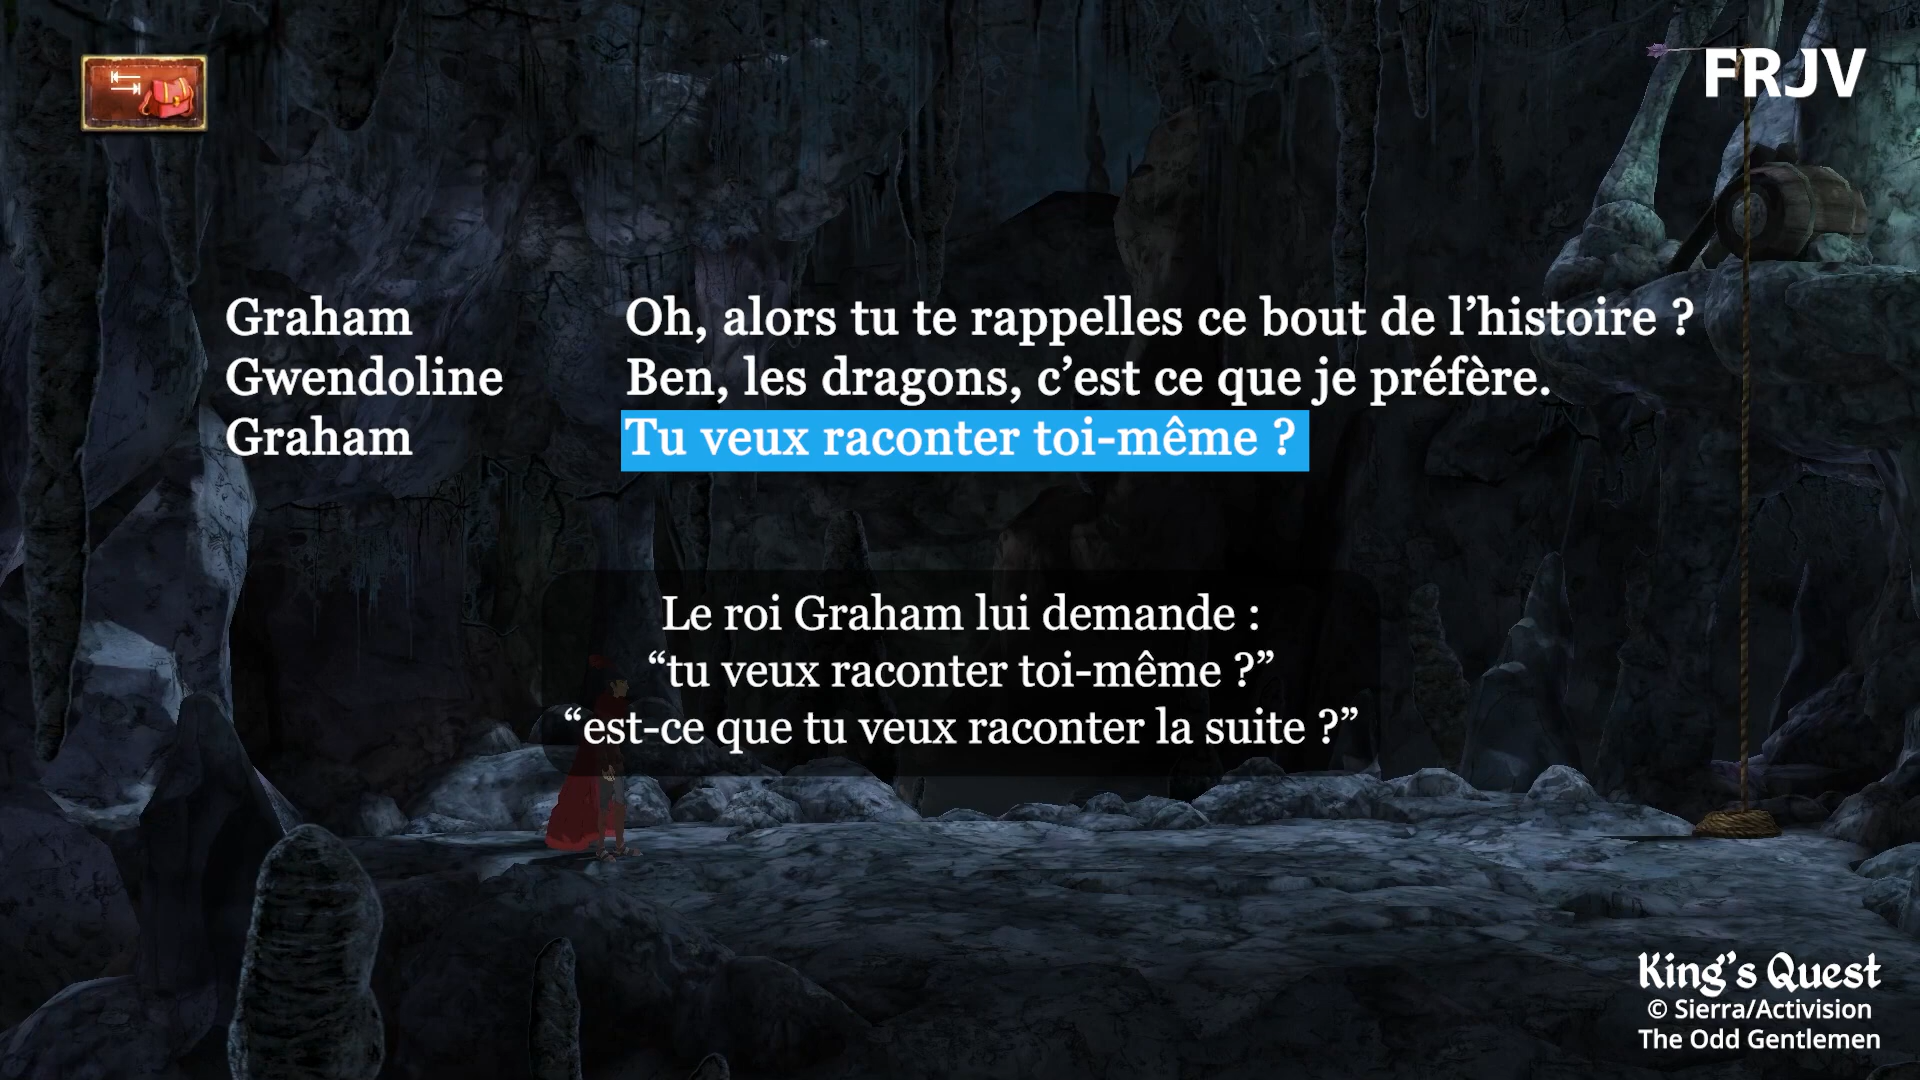 FRJV
Graham Oh, alors tu te rappelles ce bout de l’histoire ?
Gwendoline Ben, les dragons, c’est ce que je préfère.
Graham Tu veux raconter toi-même ?
Le roi Graham lui demande :
“tu veux raconter toi-même ?”
“est-ce que tu veux raconter la suite ?”
King’s Quest
© Sierra/Activision
The Odd Gentlemen